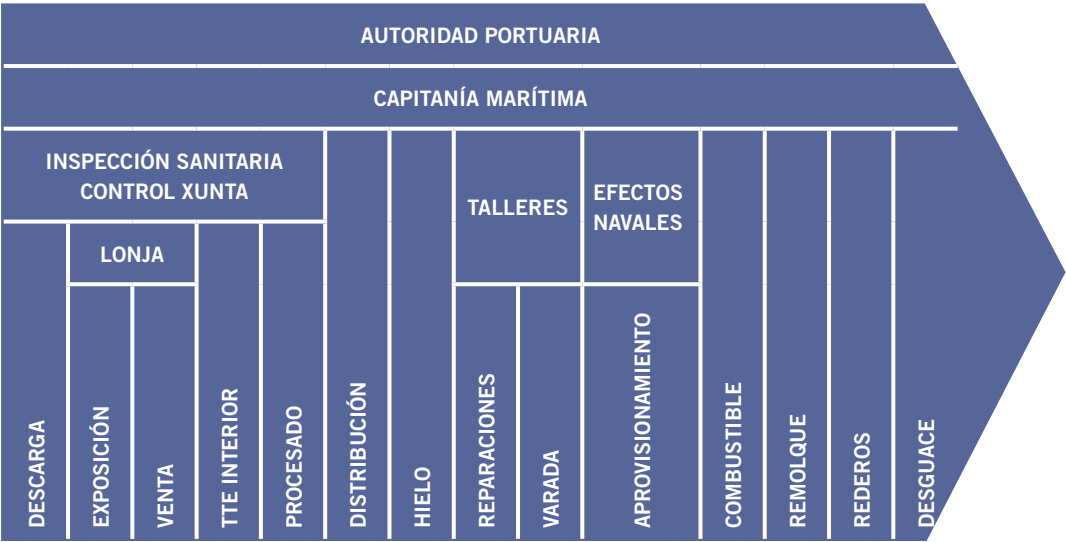 AUTORIDAD PORTUARIA
CAPITANÍA MARÍTIMA
INSPECCIÓN SANITARIA
CONTROL XUNTA
LONJA
TALLERES
EFECTOS
NAVALES
DESCARGA
EXPOSICIÓN
VENTA
TTE INTERIOR
PROCESADO
DISTRIBUCIÓN
HIELO
REPARACIONES
VARADA
APROVISIONAMIENTO
COMBUSTIBLE
REMOLQUE
REDEROS
DESGUACE